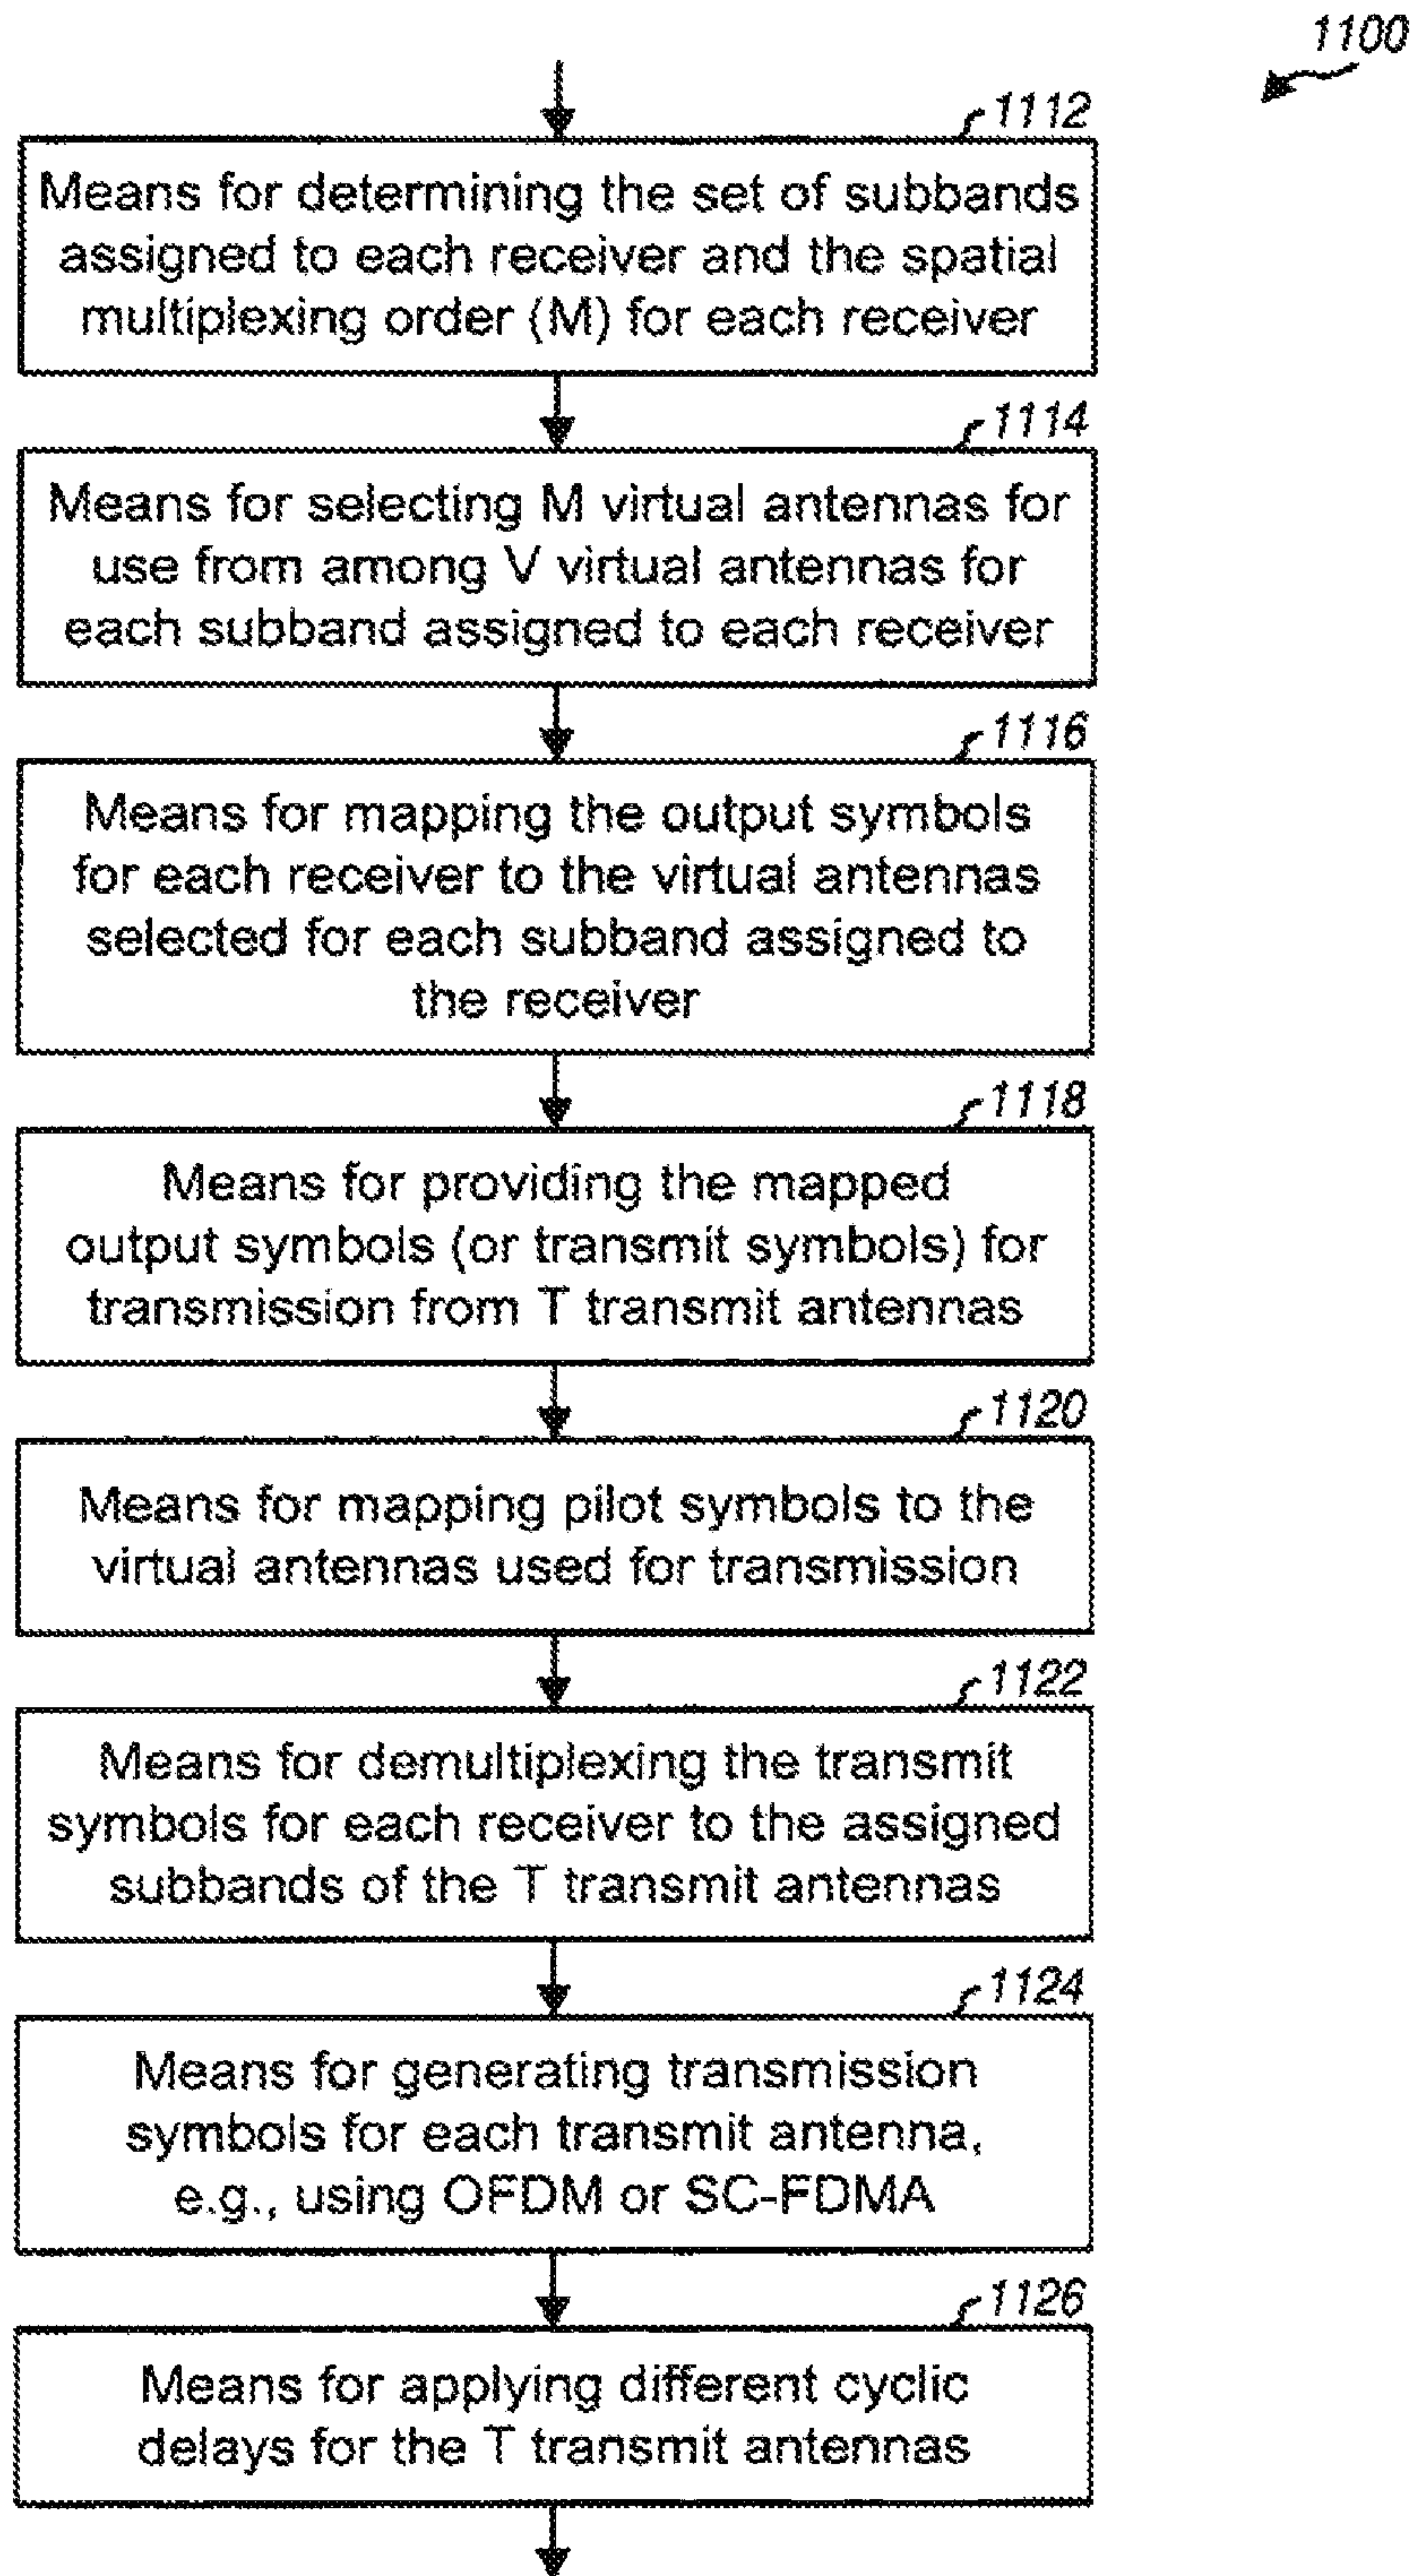 1100
1112
Means for determining the set of subbands
assigned to each receiver and the spatial
multiplexing order (M) for each receiver
1114
Means for selecting M virtual antennas for
use from among V virtual antennas for
each subband assigned to each receiver
1116
Means for mapping the output symbols
for each receiver to the virtual antennas
selected for each subband assigned to
the receiver
1118
Means for providing the mapped
output symbols (or transmit symbols) for
transmission from T transmit antennas
1120
Means for mapping pilot symbols to the
virtual antennas used for transmission
1122
Means for demultiplexing the transmit
symbols for each receiver to the assigned
subbands of the T transmit antennas
1124
Means for generating transmission
symbols for each transmit antenna,
e.g., using OFDM or SC-FDMA
1126
Means for applying different cyclic
delays for the T transmit antennas